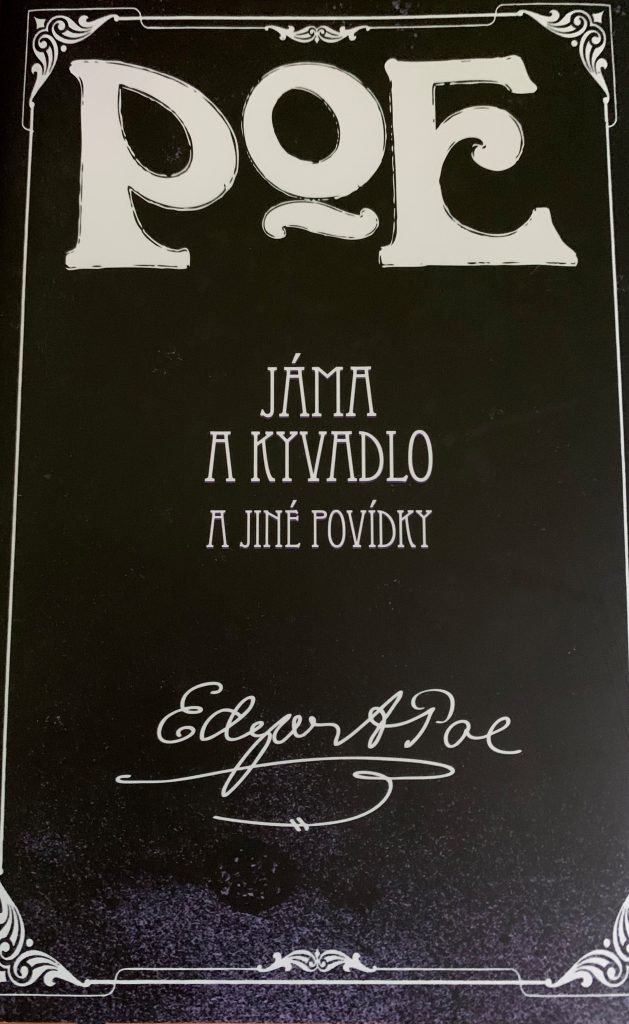 POE
JÁMA
A KYVADLO
A JINÉ POVÍDKY
Edgar A Poe